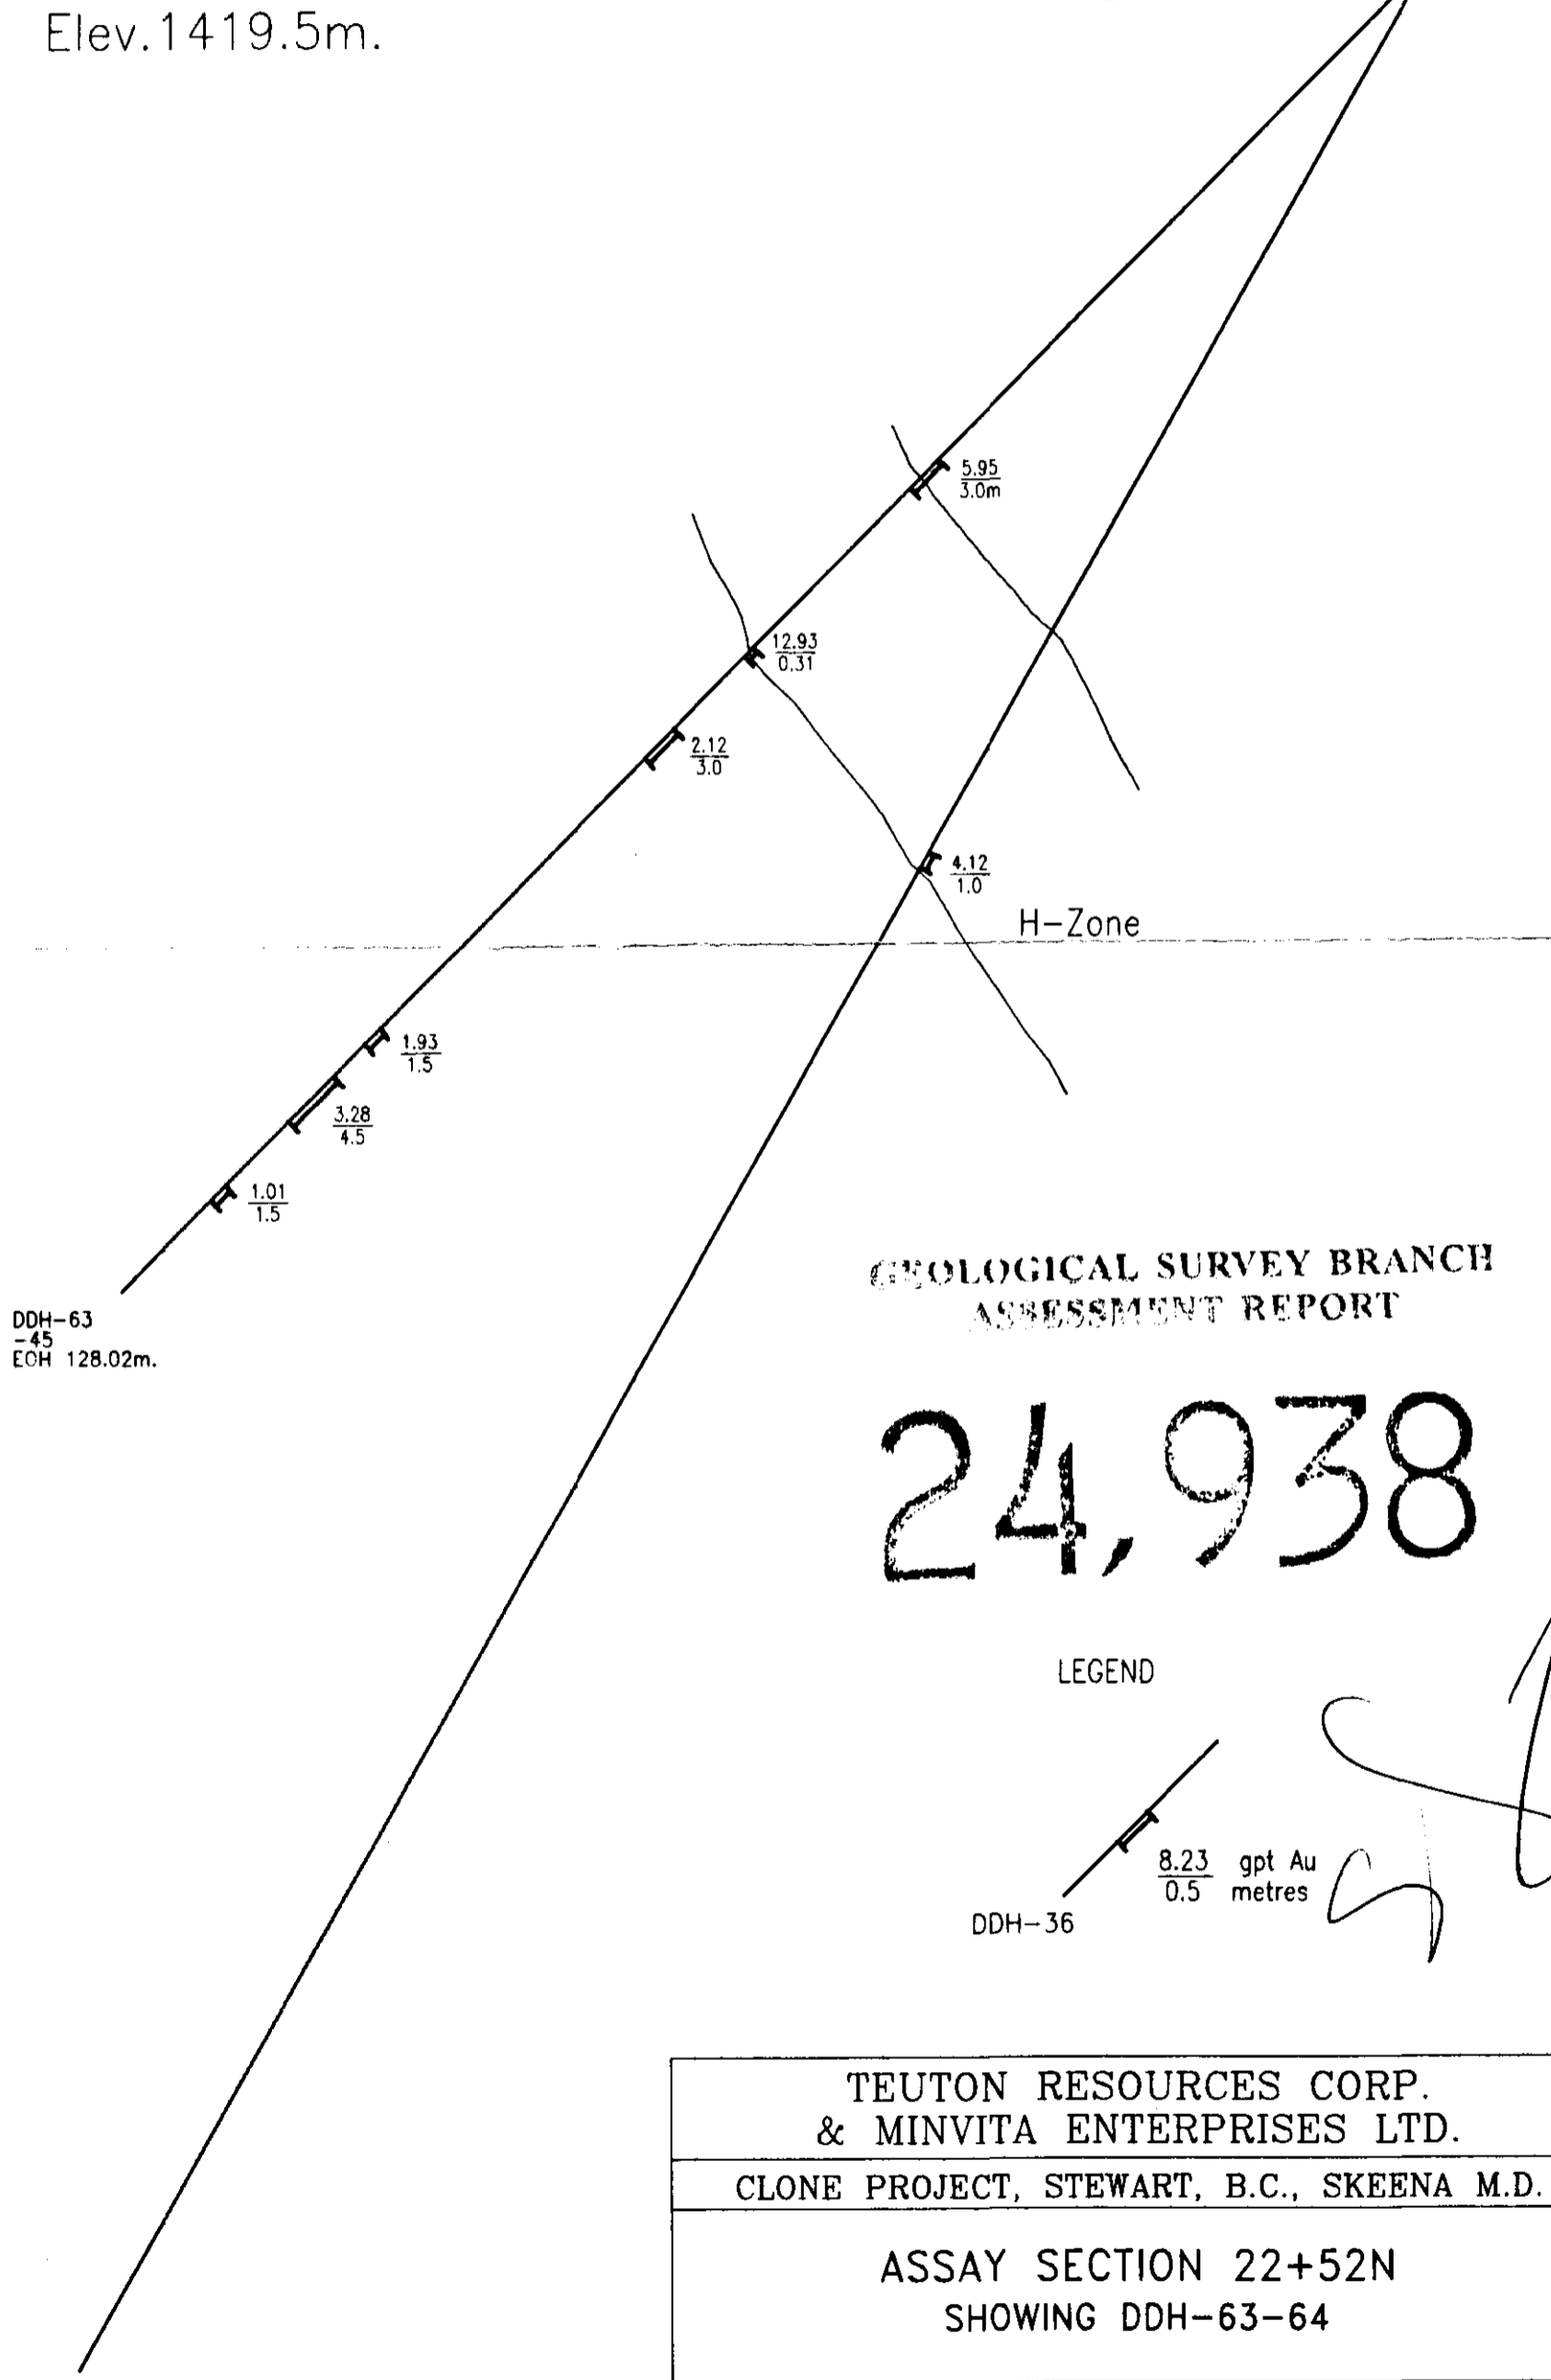 Elev.1419.5m.
5.95
3.0m
12.93
0.31
2.12
3.0
4.12
1.0
H-Zone
1.93
1.5
3.28
4.5
1.01
1.5
DDH-63
-45
EOH 128.02m.
GEOLOGICAL SURVEY BRANCH
ASSESSMENT REPORT
24,938
LEGEND
8.23 gpt Au
0.5 metres
DDH-36
TEUTON RESOURCES CORP.
& MINVITA ENTERPRISES LTD.
CLONE PROJECT, STEWART, B.C., SKEENA M.D.
ASSAY SECTION 22+52N
SHOWING DDH-63-64